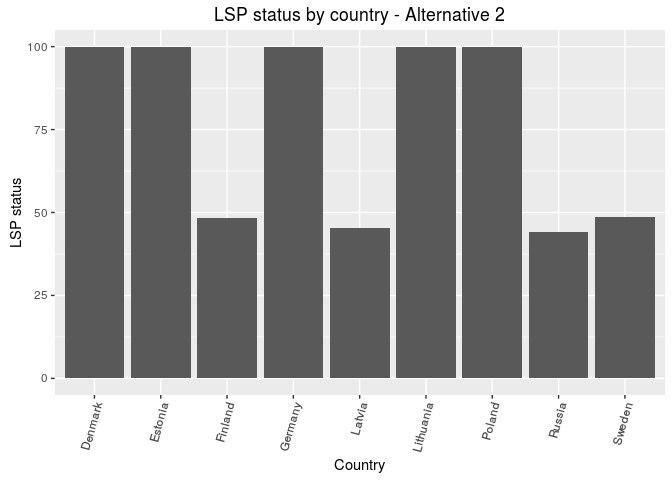 LSP status by country - Alternative 2
LSP status
100
75
50
25
0
Denmark
Estonia
Finland
Germany
Latvia
Lithuania
Poland
Russia
Sweden
Country